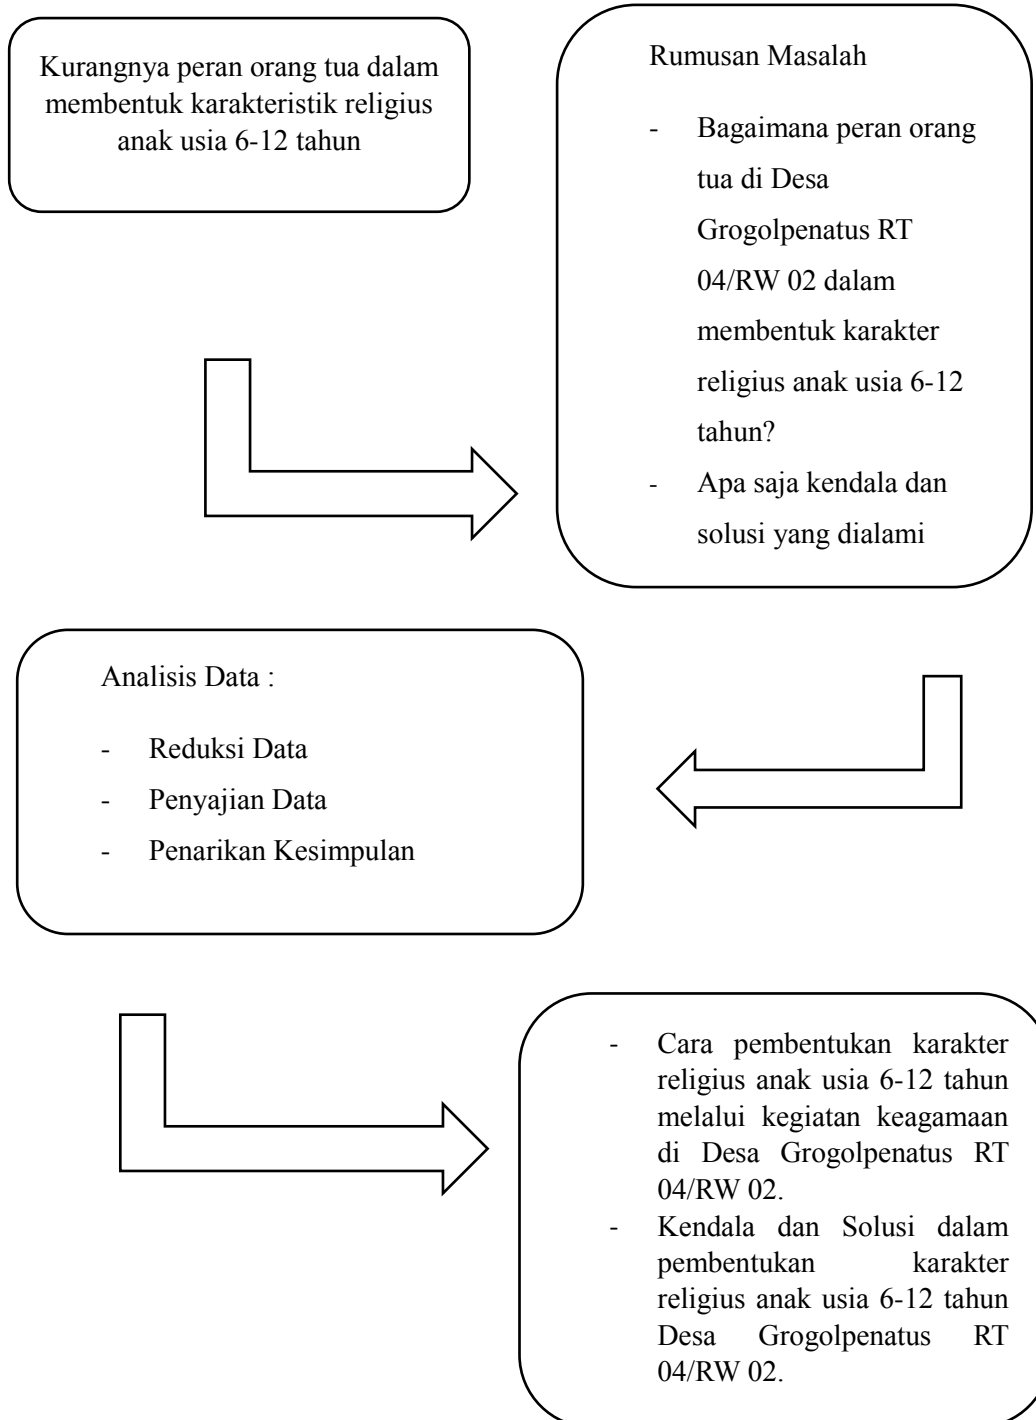 Kurangnya peran orang tua dalam
membentuk karakteristik religius
anak usia 6-12 tahun
Rumusan Masalah
- Bagaimana peran orang
tua di Desa
Grogolpenatus RT
04/RW 02 dalam
membentuk karakter
religius anak usia 6-12
tahun?
- Apa saja kendala dan
solusi yang dialami
Analisis Data :
- Reduksi Data
- Penyajian Data
- Penarikan Kesimpulan
- Cara pembentukan karakter
religius anak usia 6-12 tahun
melalui kegiatan keagamaan
di Desa Grogolpenatus RT
04/RW 02.
- Kendala dan Solusi dalam
pembentukan karakter
religius anak usia 6-12 tahun
Desa Grogolpenatus RT
04/RW 02.